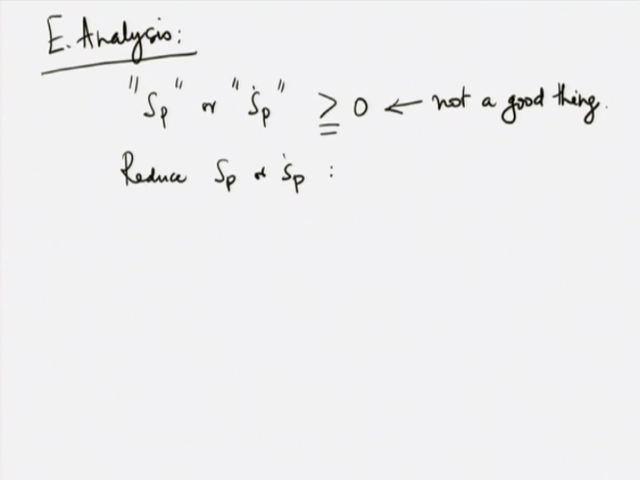 E. Analysis:
"Sp" or "Ṡp" ≥ 0 ← not a good thing.
Reduce Sp or Ṡp :